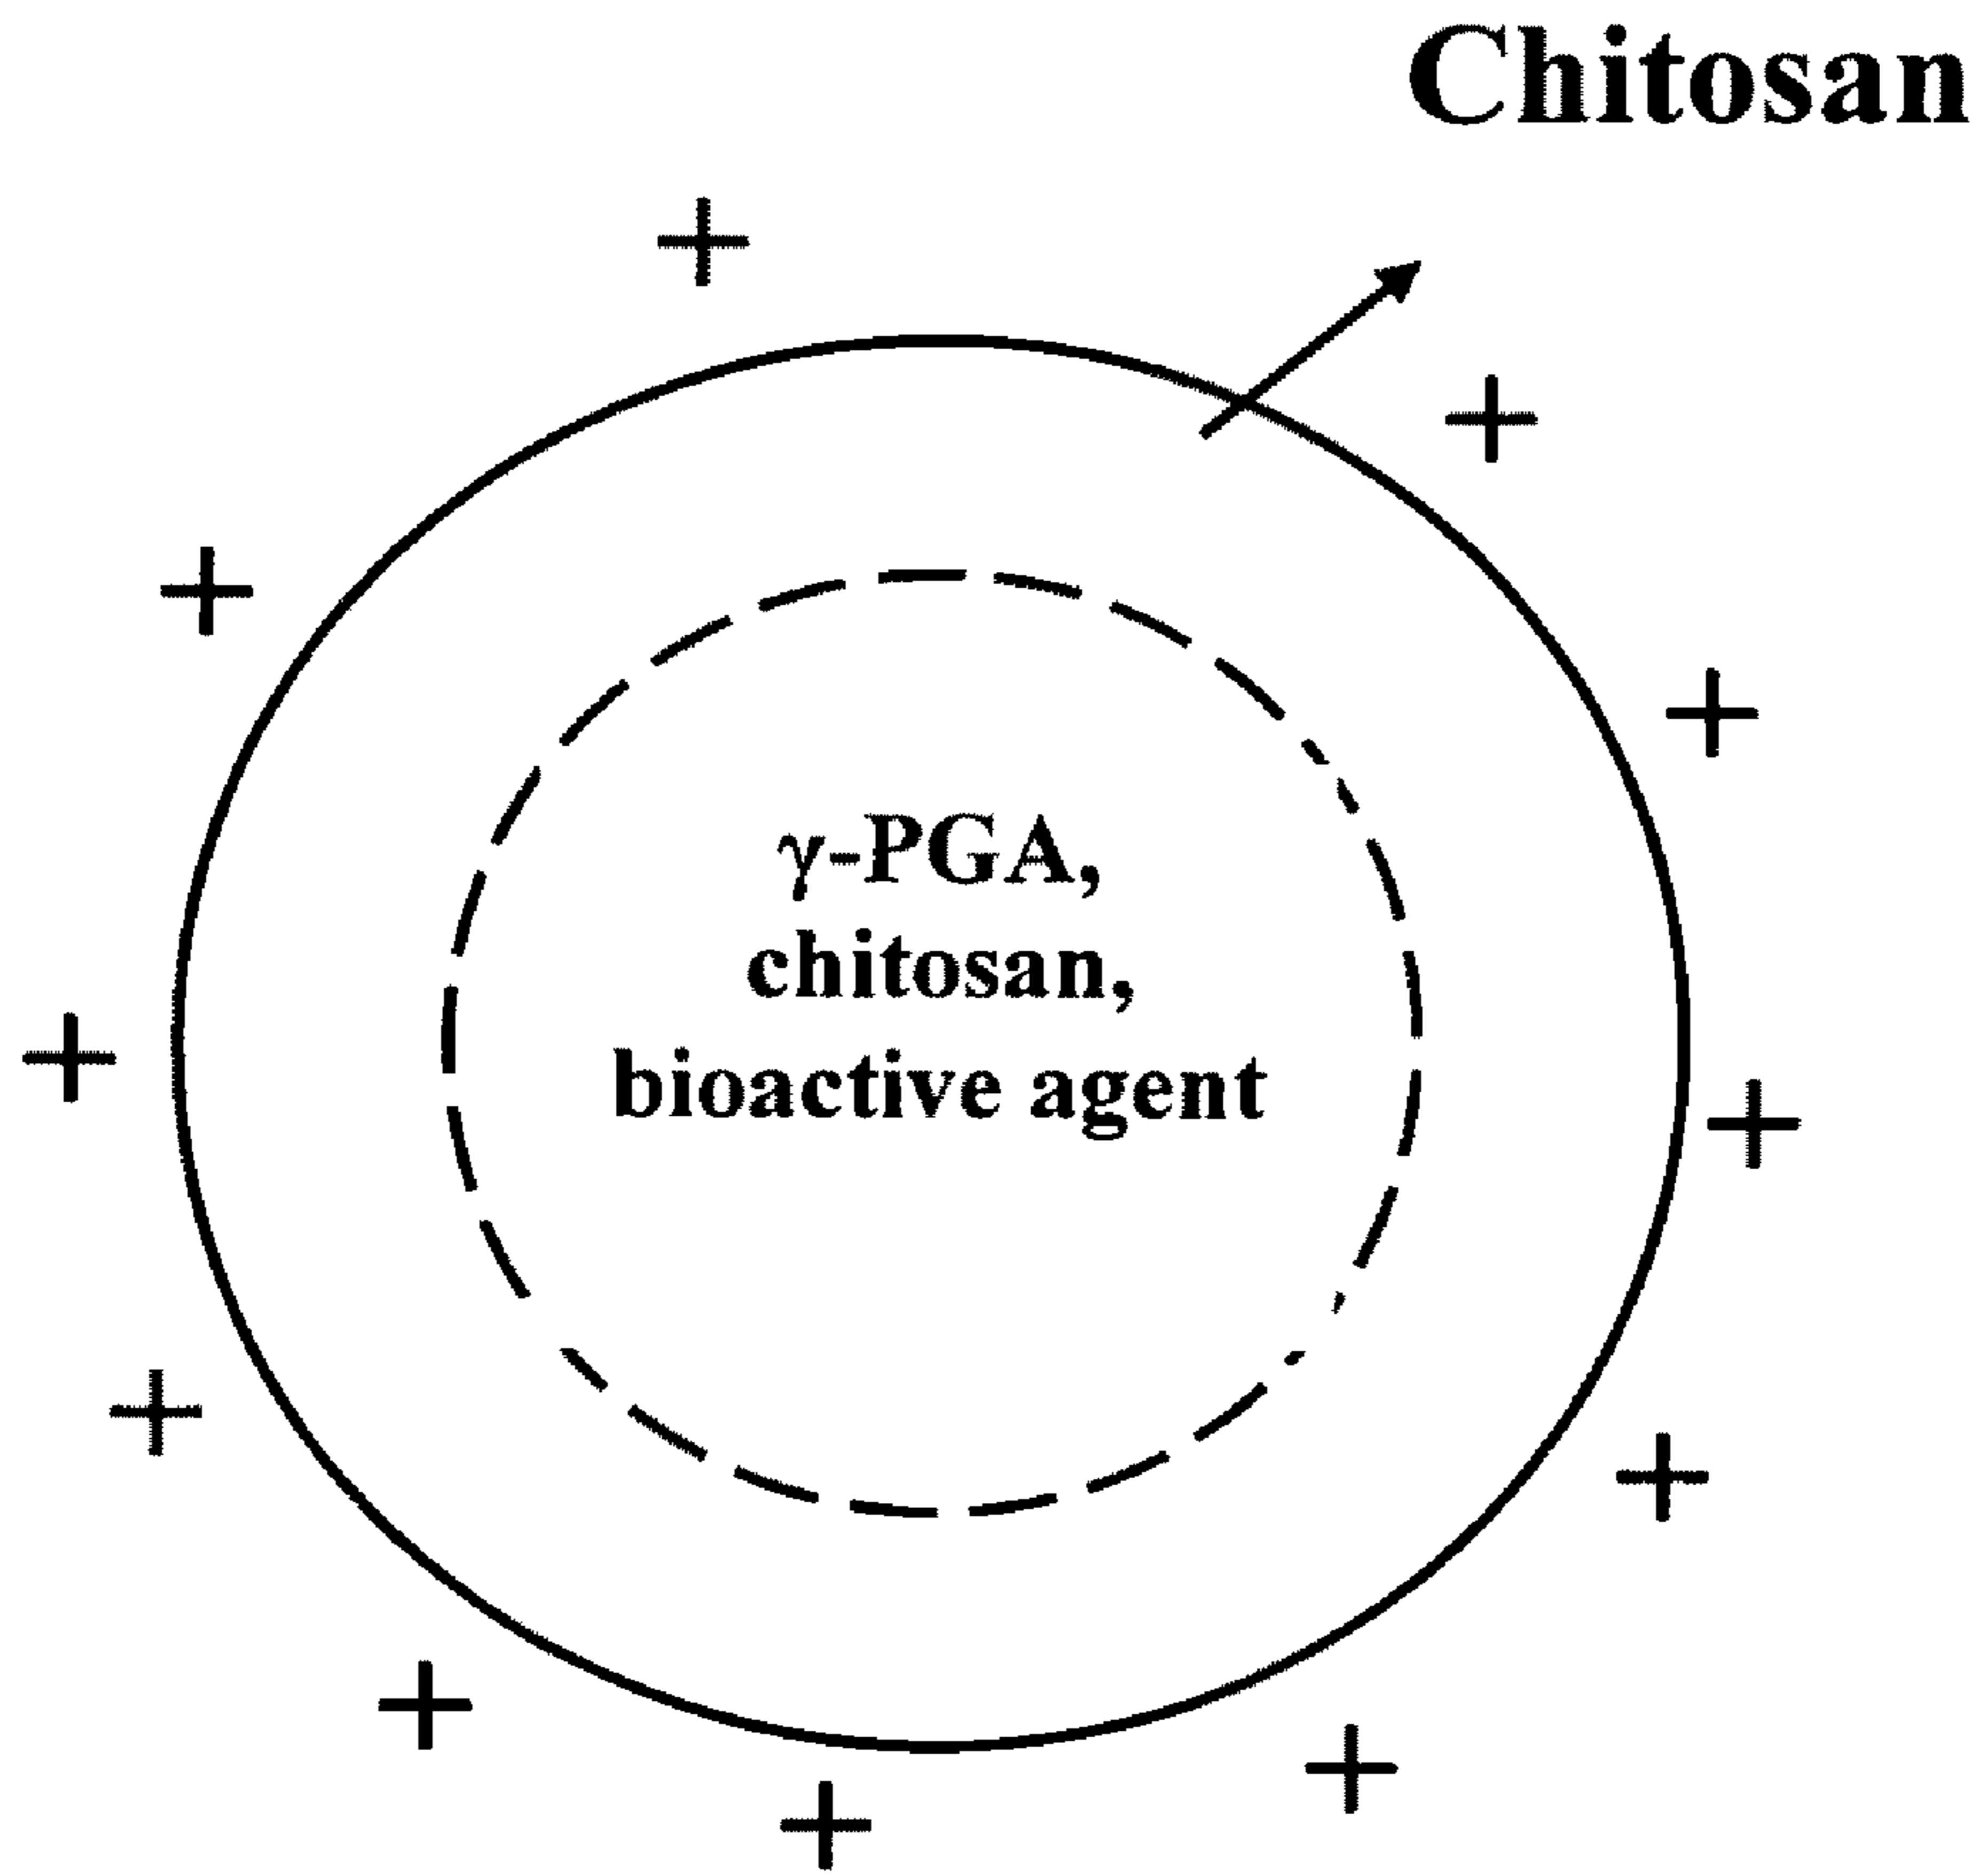 Chitosan
γ-PGA,
chitosan,
bioactive agent